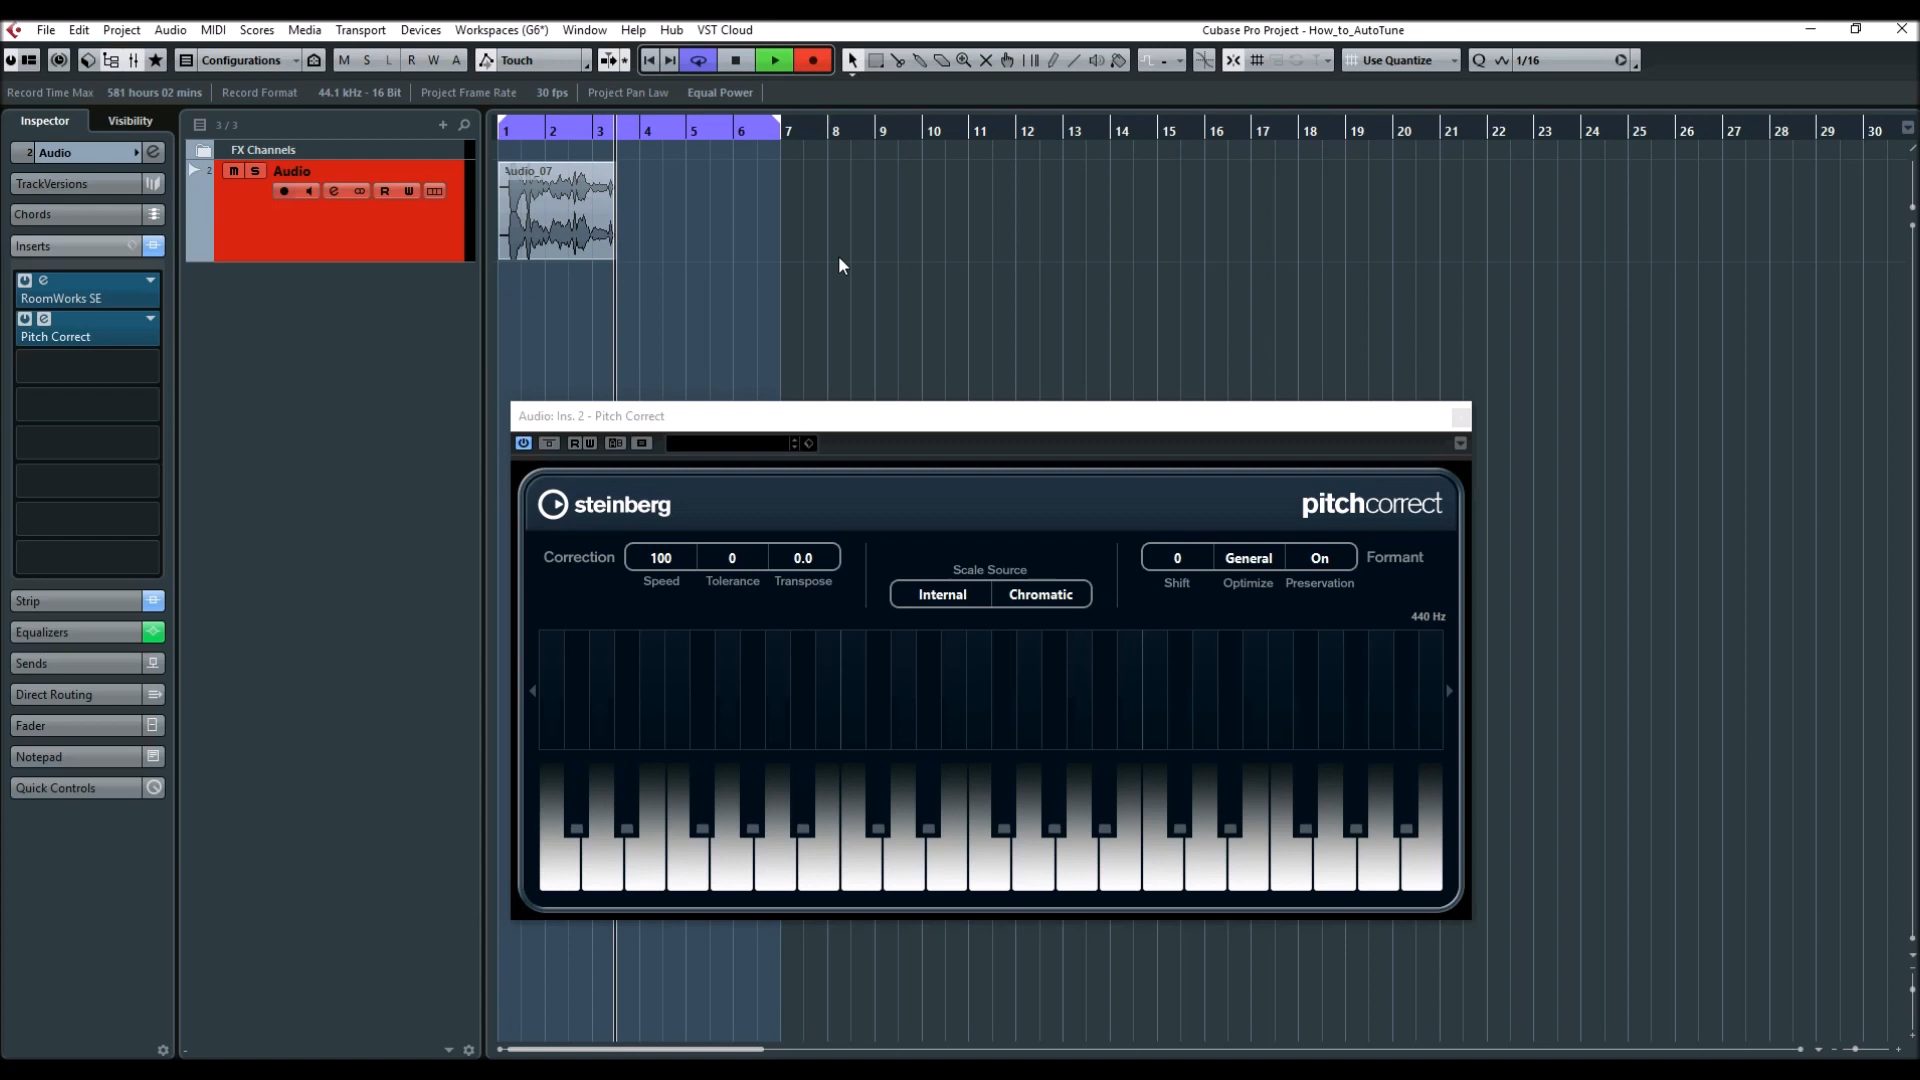 File Edit Project Audio MIDI Scores Media Transport Devices Workspaces (G6*) Window Help Hub VST Cloud Cubase Pro Project - How_to_AutoTune
Configurations M S L R W A Touch Use Quantize Q 1/16
Record Time Max 581 hours 02 mins Record Format 44.1 kHz - 16 Bit Project Frame Rate 30 fps Project Pan Law Equal Power
Inspector Visibility 3 / 3
1 2 3 4 5 6 7 8 9 10 11 12 13 14 15 16 17 18 19 20 21 22 23 24 25 26 27 28 29 30
2 Audio e
FX Channels
2 m S Audio
Audio_07
TrackVersions
e R W
Chords
Inserts
e
RoomWorks SE
e
Pitch Correct
Audio: Ins. 2 - Pitch Correct
R W
steinberg pitchcorrect
Correction 100 0 0.0
Speed Tolerance Transpose
Scale Source
Internal Chromatic
0 General On Formant
Shift Optimize Preservation
440 Hz
Strip
Equalizers
Sends
Direct Routing
Fader
Notepad
Quick Controls